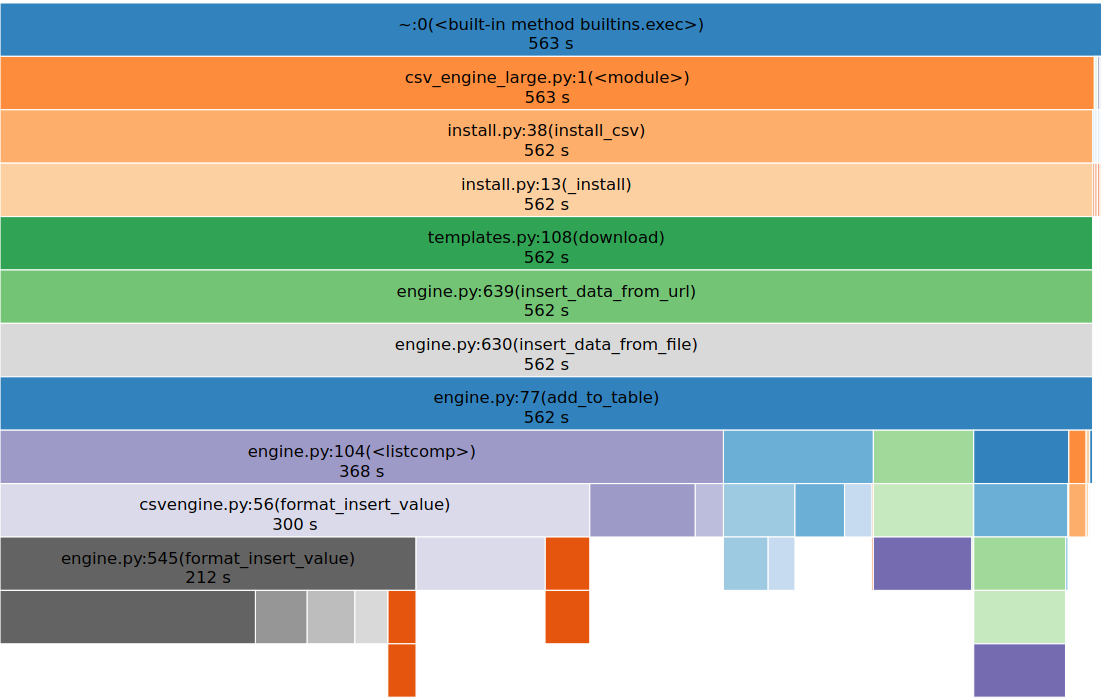 ~:0(<built-in method builtins.exec>)
563 s
csv_engine_large.py:1(<module>)
563 s
install.py:38(install_csv)
562 s
install.py:13(_install)
562 s
templates.py:108(download)
562 s
engine.py:639(insert_data_from_url)
562 s
engine.py:630(insert_data_from_file)
562 s
engine.py:77(add_to_table)
562 s
engine.py:104(<listcomp>)
368 s
csvengine.py:56(format_insert_value)
300 s
engine.py:545(format_insert_value)
212 s